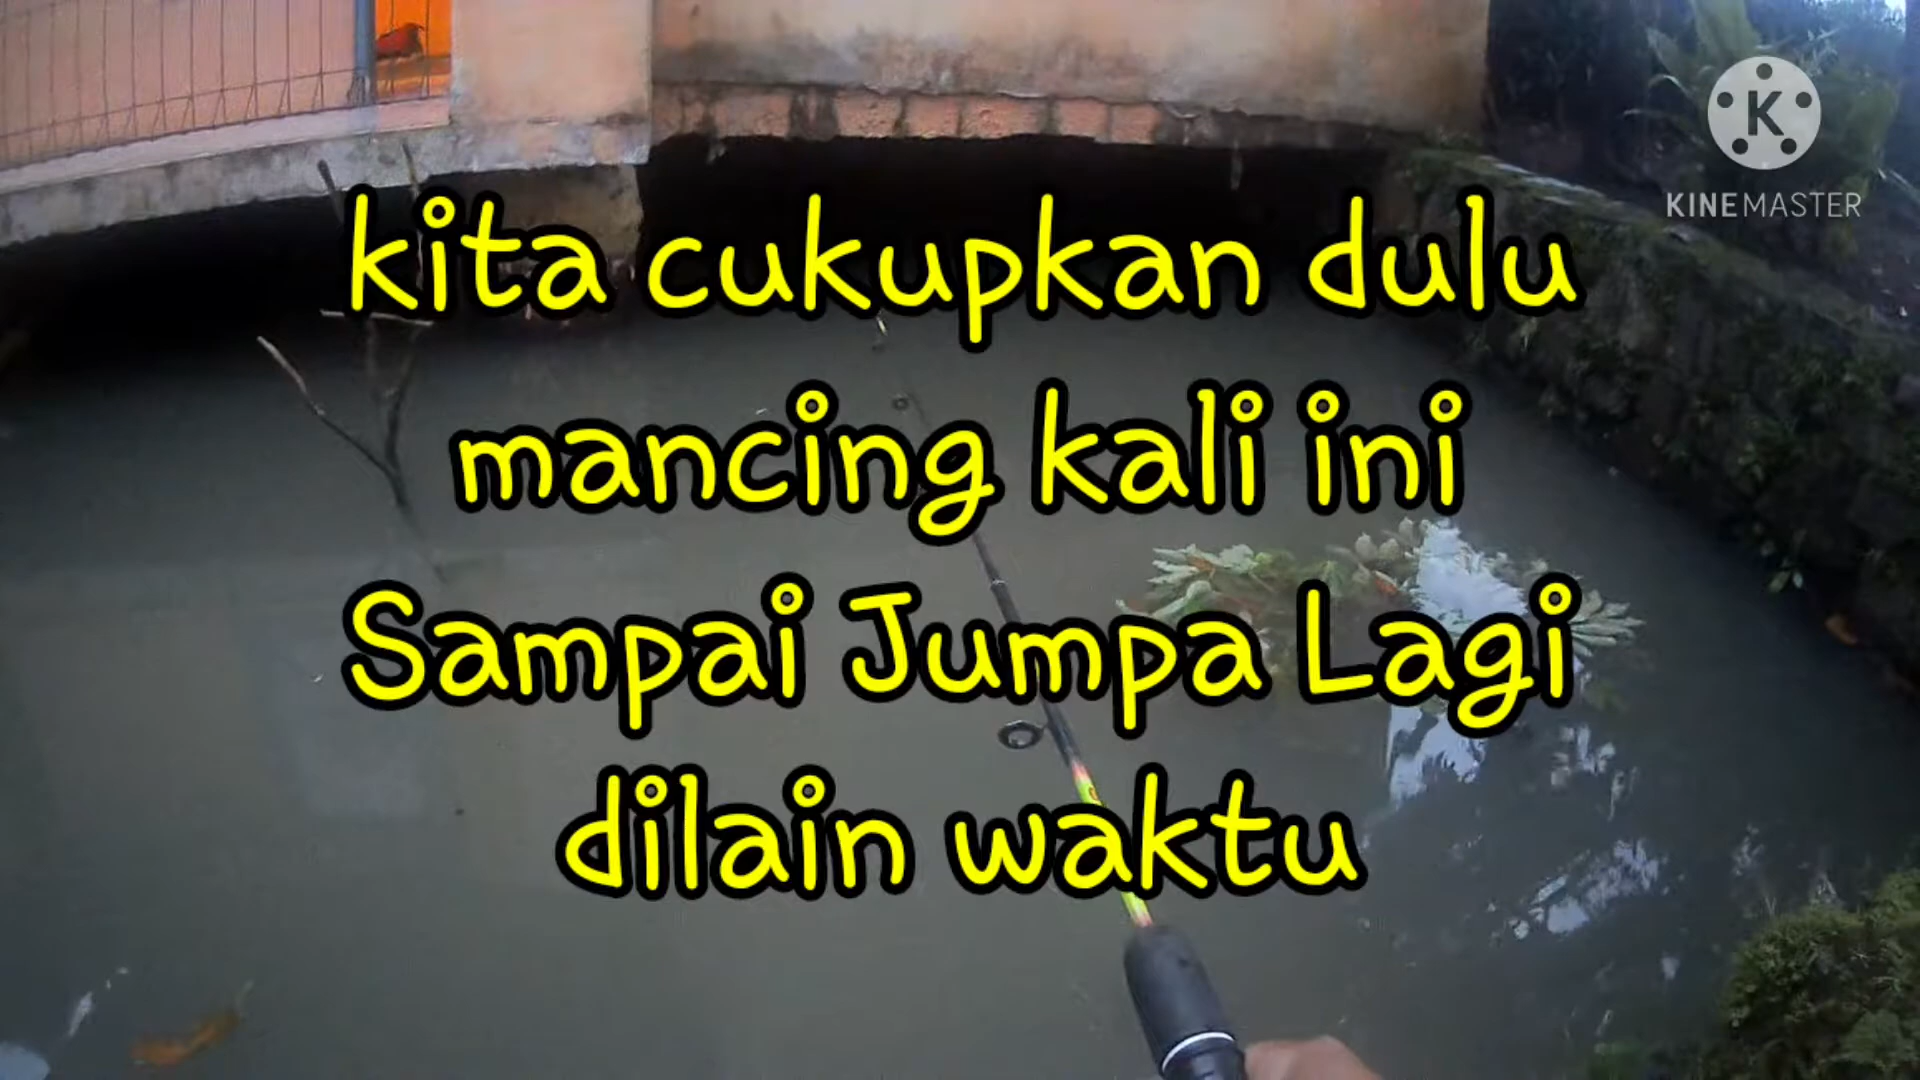 K
KINEMASTER
kita cukupkan dulu
mancing kali ini
Sampai Jumpa Lagi
dilain waktu